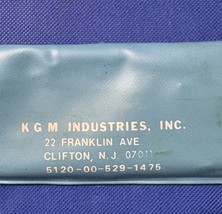 K G M INDUSTRIES, INC.
22 FRANKLIN AVE.
CLIFTON, N.J. 07011
5120-00-529-1475